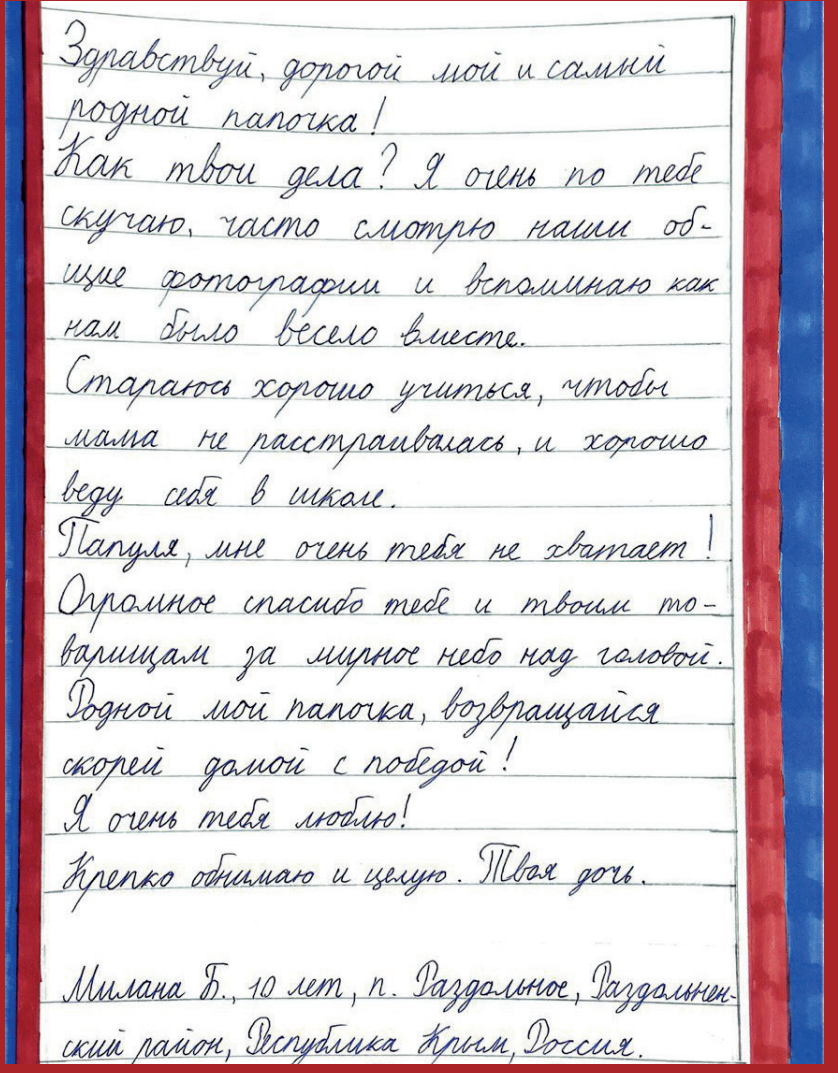 Здравствуй, дорогой мой и самый
родной папочка!
Как твои дела? Я очень по тебе
скучаю, часто смотрю наши об-
щие фотографии и вспоминаю как
нам было весело вместе.
Стараюсь хорошо учиться, чтобы
мама не расстраивалась, и хорошо
веду себя в школе.
Папуля, мне очень тебя не хватает!
Огромное спасибо тебе и твоим то-
варищам за мирное небо над головой.
Родной мой папочка, возвращайся
скорей домой с победой!
Я очень тебя люблю!
Крепко обнимаю и целую. Твоя дочь.
Милана Б., 10 лет, п. Раздольное, Раздольнен-
ский район, Республика Крым, Россия.